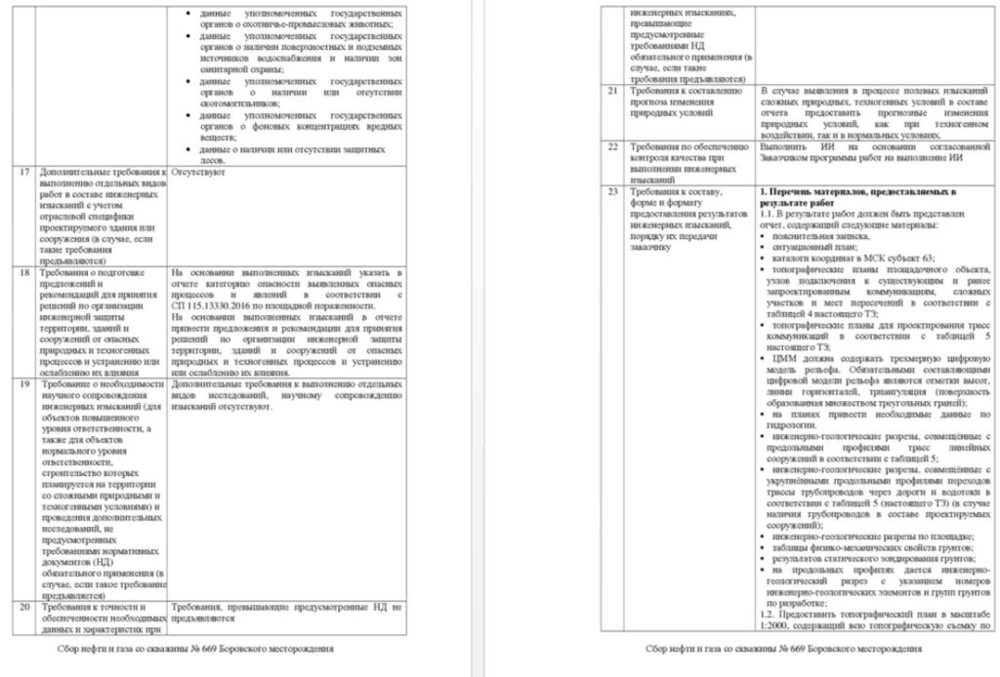 • данные уполномоченных государственных
органов о охотничье-промысловых животных;
• данные уполномоченных государственных
органов о наличии поверхностных и подземных
источников водоснабжения и наличии зон
санитарной охраны;
• данные уполномоченных государственных
органов о наличии или отсутствии
скотомогильников;
• данные уполномоченных государственных
органов о фоновых концентрациях вредных
веществ;
• данные о наличии или отсутствии защитных
лесов.
17 Дополнительные требования к
выполнению отдельных видов
работ в составе инженерных
изысканий с учетом
отраслевой специфики
проектируемого здания или
сооружения (в случае, если
такие требования
предъявляются)
Отсутствуют
18 Требования о подготовке
предложений и
рекомендаций для принятия
решений по организации
инженерной защиты
территории, зданий и
сооружений от опасных
природных и техногенных
процессов и устранению или
ослаблению их влияния
На основании выполненных изысканий указать в
отчете категорию опасности выявленных опасных
процессов и явлений в соответствии с
СП 115.13330.2016 по площадной пораженности.
На основании выполненных изысканий в отчете
привести предложения и рекомендации для принятия
решений по организации инженерной защиты
территории, зданий и сооружений от опасных
природных и техногенных процессов и устранению
или ослаблению их влияния.
19 Требование о необходимости
научного сопровождения
инженерных изысканий (для
объектов повышенного
уровня ответственности, а
также для объектов
нормального уровня
ответственности,
строительство которых
планируется на территории
со сложными природными и
техногенными условиями) и
проведения дополнительных
исследований, не
предусмотренных
требованиями нормативных
документов (НД)
обязательного применения (в
случае, если такое требование
предъявляется)
Дополнительные требования к выполнению отдельных
видов исследований, научному сопровождению
изысканий отсутствуют.
20 Требования к точности и
обеспеченности необходимых
данных и характеристик при
Требования, превышающие предусмотренные НД не
предъявляются
Сбор нефти и газа со скважины № 669 Боровского месторождения
инженерных изысканиях,
превышающие
предусмотренные
требованиями НД
обязательного применения (в
случае, если такие
требования предъявляются)
21 Требования к составлению
прогноза изменения
природных условий
В случае выявления в процессе полевых изысканий
сложных природных, техногенных условий в составе
отчета предоставить прогнозные изменения
природных условий, как при техногенном
воздействии, так и в нормальных условиях.
22 Требования по обеспечению
контроля качества при
выполнении инженерных
изысканий
Выполнить ИИ на основании согласованной
Заказчиком программы работ на выполнение ИИ
23 Требования к составу,
форме и формату
предоставления результатов
инженерных изысканий,
порядку их передачи
заказчику
1. Перечень материалов, предоставляемых в
результате работ
1.1. В результате работ должен быть представлен
отчет, содержащий следующие материалы:
• пояснительная записка,
• ситуационный план;
• каталоги координат в МСК субъект 63;
• топографические планы площадочного объекта,
узлов подключения к существующим и ранее
запроектированным коммуникациям, сложных
участков и мест пересечений в соответствии с
таблицей 4 настоящего ТЗ;
• топографические планы для проектирования трасс
коммуникаций в соответствии с таблицей 5
настоящего ТЗ;
• ЦММ должна содержать трехмерную цифровую
модель рельефа. Обязательными составляющими
цифровой модели рельефа являются отметки высот,
линии горизонталей, триангуляция (поверхность
образованная множеством треугольных граней);
• на планах привести необходимые данные по
гидрологии.
• инженерно-геологические разрезы, совмещённые с
продольными профилями трасс линейных
сооружений в соответствии с таблицей 5;
• инженерно-геологические разрезы, совмещённые с
укрупнёнными продольными профилями переходов
трассы трубопроводов через дороги и водотоки в
соответствии с таблицей 5 (настоящего ТЗ) (в случае
наличия трубопроводов в составе проектируемых
сооружений);
• инженерно-геологические разрезы по площадке;
• таблицы физико-механических свойств грунтов;
• результатов статического зондирования грунтов;
• на продольных профилях дается инженерно-
геологический разрез с указанием номеров
инженерно-геологических элементов и групп грунтов
по разработке;
1.2. Предоставить топографический план в масштабе
1:2000, содержащий всю топографическую съемку по
Сбор нефти и газа со скважины № 669 Боровского месторождения